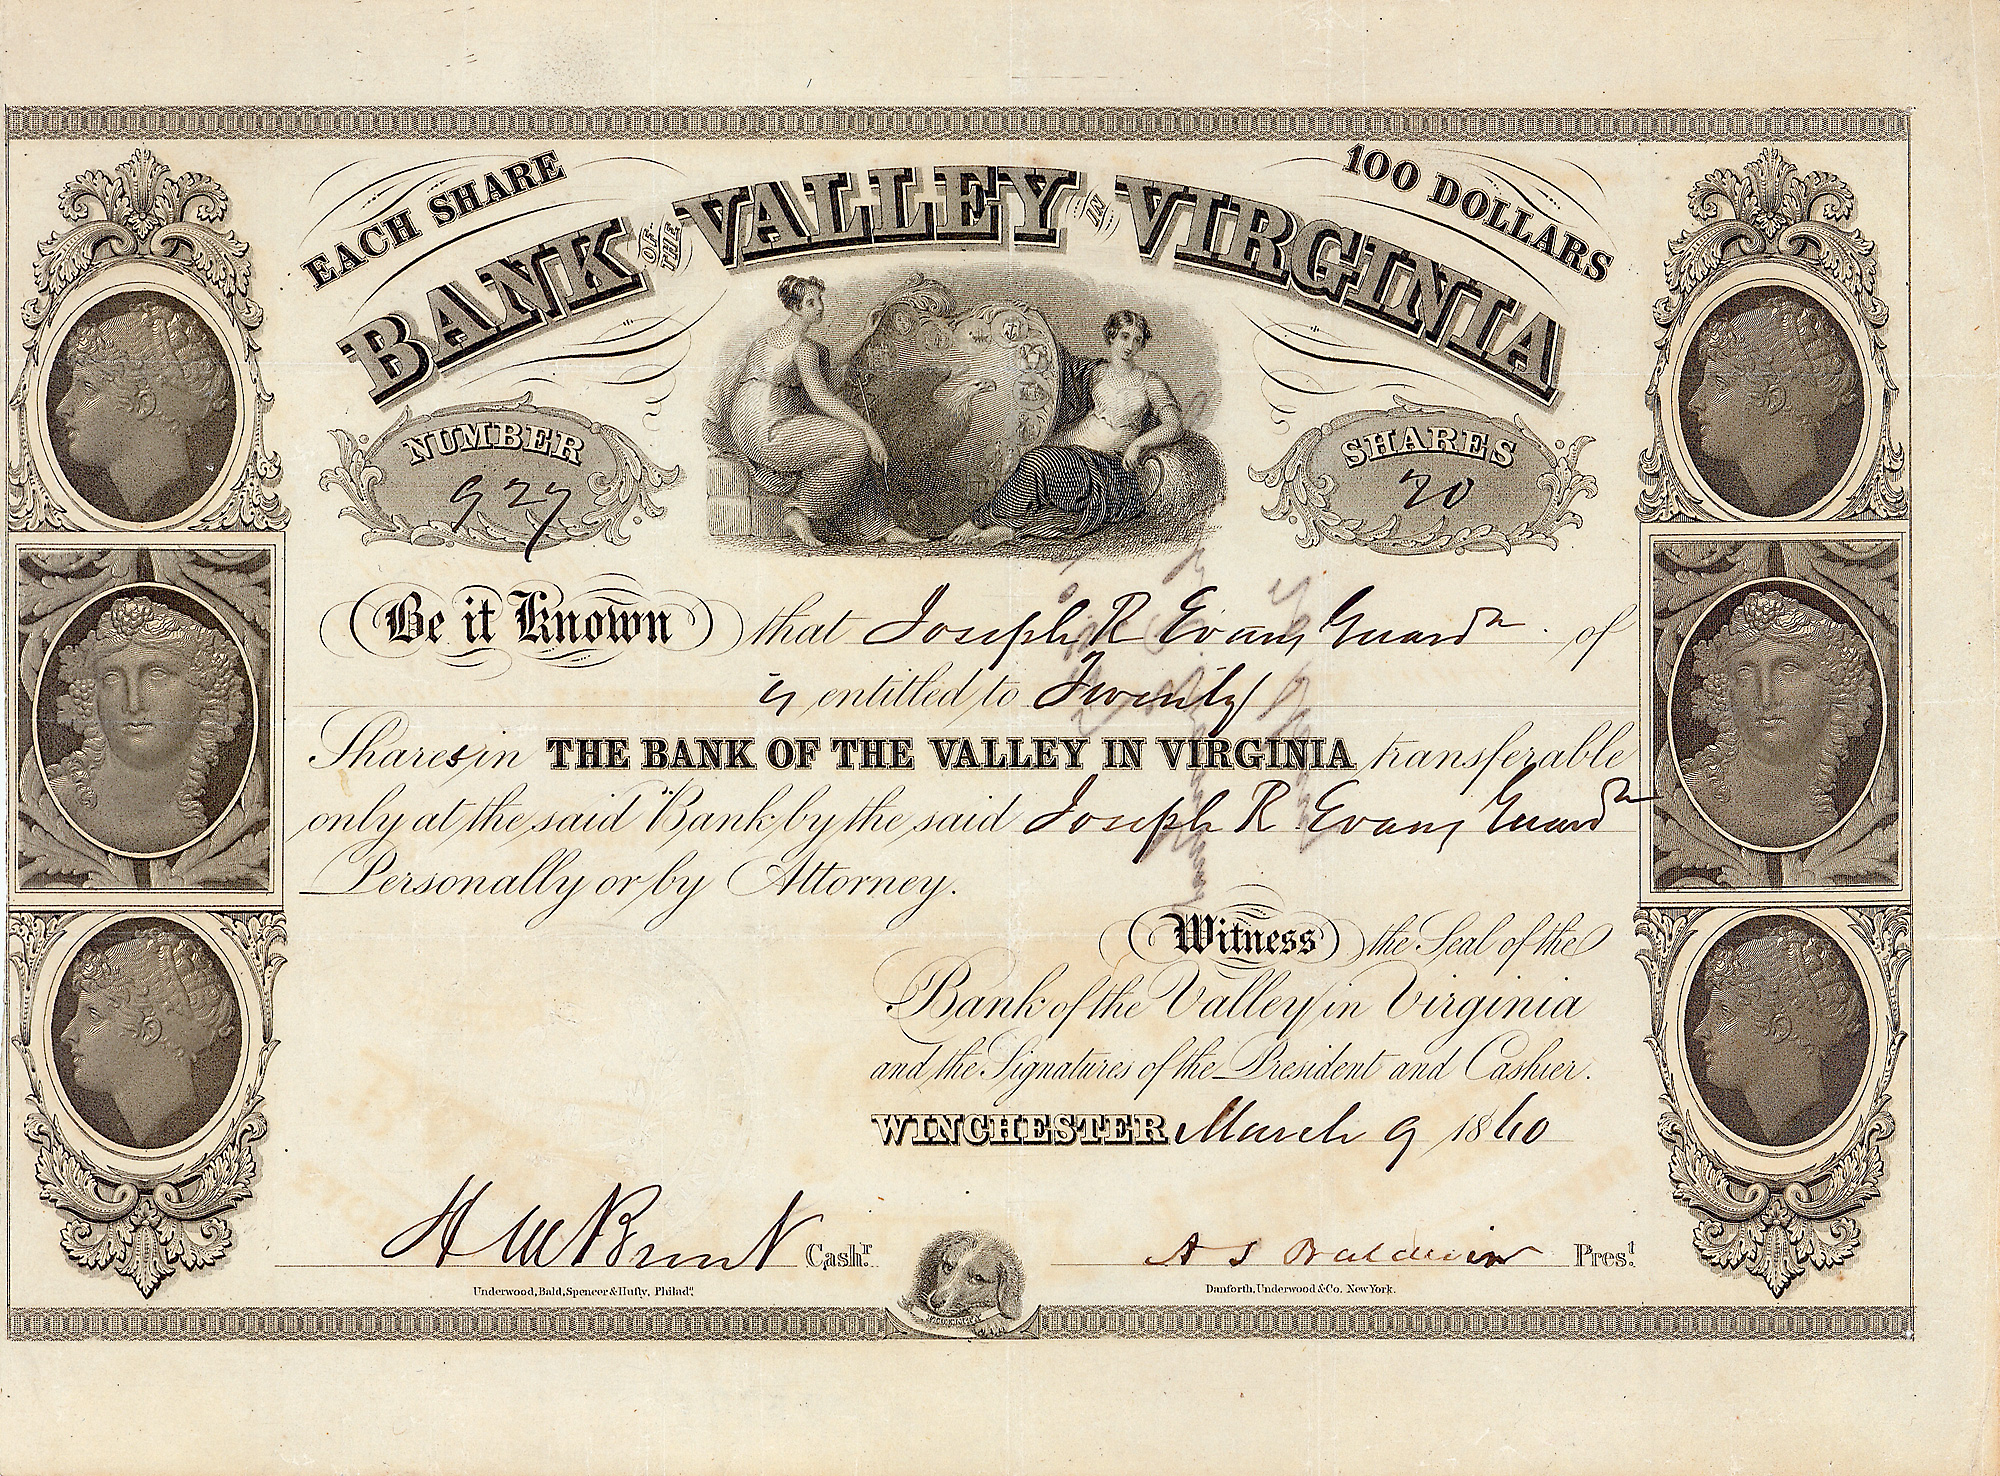 EACH SHARE
100 DOLLARS
BANK OF THE VALLEY IN VIRGINIA
NUMBER
927
SHARES
20
Be it Known that Joseph R Evans Guardn. of
is entitled to Twenty
Shares in THE BANK OF THE VALLEY IN VIRGINIA transferable
only at the said Bank by the said Joseph R. Evans Guardn
Personally or by Attorney.
Witness the Seal of the
Bank of the Valley in Virginia
and the Signatures of the President and Cashier.
WINCHESTER March 9 1860
H M Brent Cashr.
A S Baldwin Prest.
Underwood, Bald, Spencer & Hufty, Philada.
Danforth, Underwood & Co. New York.